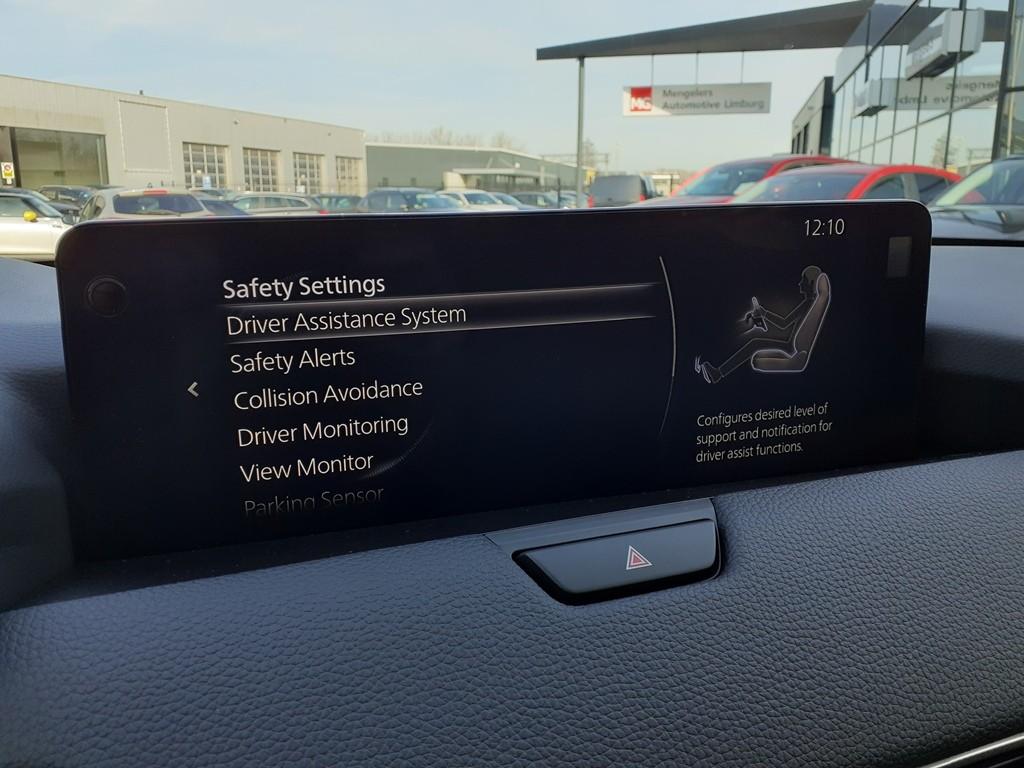 MG Mengelers
Automotive Limburg
12:10
Safety Settings
Driver Assistance System
Safety Alerts
Collision Avoidance
Driver Monitoring
View Monitor
Parking Sensor
Configures desired level of
support and notification for
driver assist functions.